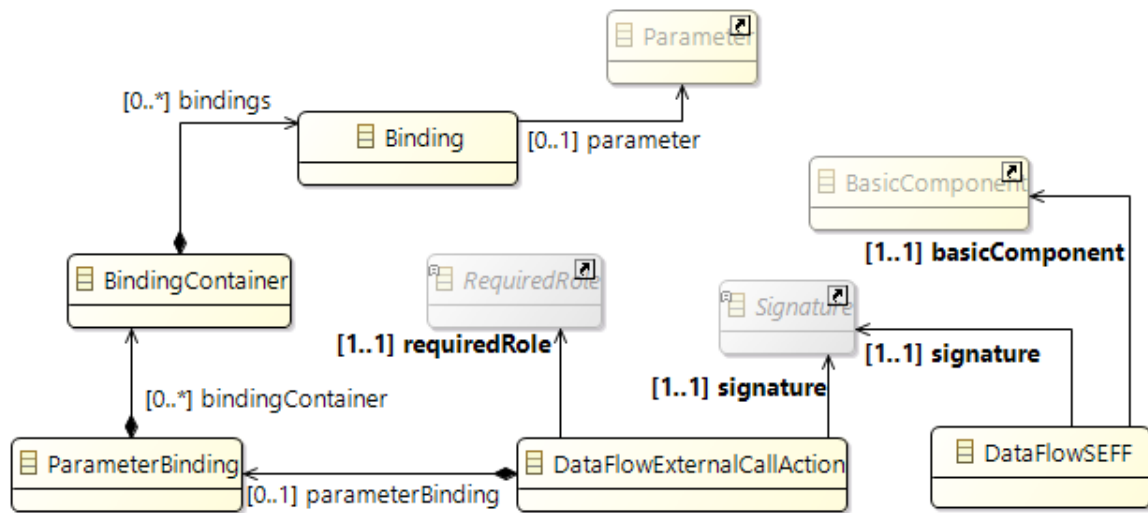 Parameter
[0..*] bindings
Binding
[0..1] parameter
BasicComponent
[1..1] basicComponent
BindingContainer
RequiredRole
Signature
[1..1] requiredRole
[1..1] signature
[1..1] signature
[0..*] bindingContainer
ParameterBinding
DataFlowExternalCallAction
DataFlowSEFF
[0..1] parameterBinding